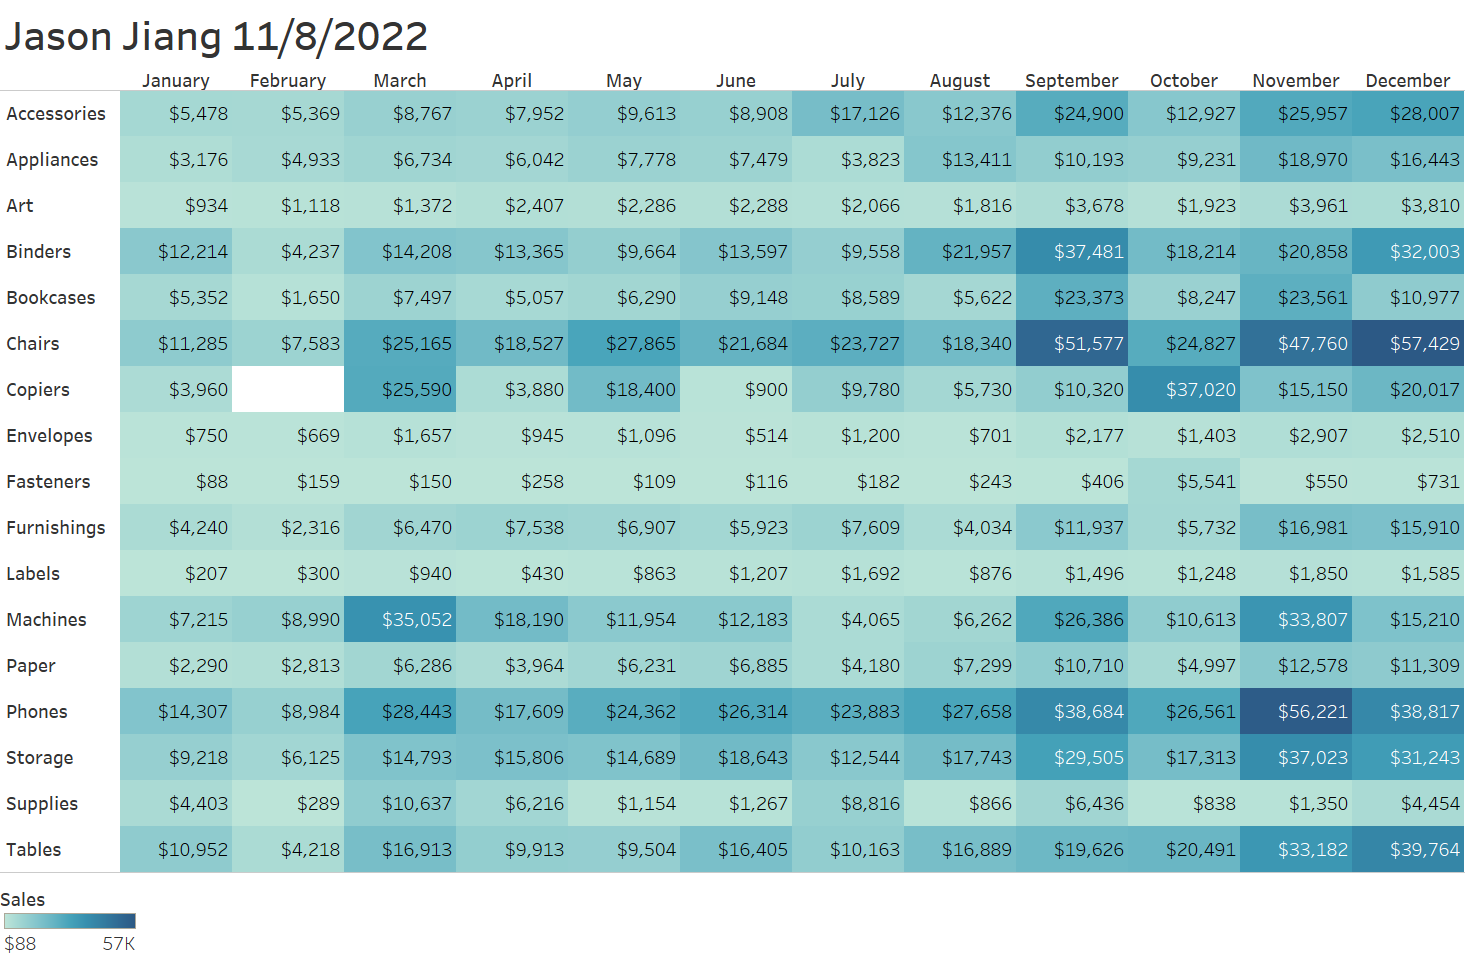 Jason Jiang 11/8/2022
January February March April May June July August September October November December
Accessories $5,478 $5,369 $8,767 $7,952 $9,613 $8,908 $17,126 $12,376 $24,900 $12,927 $25,957 $28,007
Appliances $3,176 $4,933 $6,734 $6,042 $7,778 $7,479 $3,823 $13,411 $10,193 $9,231 $18,970 $16,443
Art $934 $1,118 $1,372 $2,407 $2,286 $2,288 $2,066 $1,816 $3,678 $1,923 $3,961 $3,810
Binders $12,214 $4,237 $14,208 $13,365 $9,664 $13,597 $9,558 $21,957 $37,481 $18,214 $20,858 $32,003
Bookcases $5,352 $1,650 $7,497 $5,057 $6,290 $9,148 $8,589 $5,622 $23,373 $8,247 $23,561 $10,977
Chairs $11,285 $7,583 $25,165 $18,527 $27,865 $21,684 $23,727 $18,340 $51,577 $24,827 $47,760 $57,429
Copiers $3,960 $25,590 $3,880 $18,400 $900 $9,780 $5,730 $10,320 $37,020 $15,150 $20,017
Envelopes $750 $669 $1,657 $945 $1,096 $514 $1,200 $701 $2,177 $1,403 $2,907 $2,510
Fasteners $88 $159 $150 $258 $109 $116 $182 $243 $406 $5,541 $550 $731
Furnishings $4,240 $2,316 $6,470 $7,538 $6,907 $5,923 $7,609 $4,034 $11,937 $5,732 $16,981 $15,910
Labels $207 $300 $940 $430 $863 $1,207 $1,692 $876 $1,496 $1,248 $1,850 $1,585
Machines $7,215 $8,990 $35,052 $18,190 $11,954 $12,183 $4,065 $6,262 $26,386 $10,613 $33,807 $15,210
Paper $2,290 $2,813 $6,286 $3,964 $6,231 $6,885 $4,180 $7,299 $10,710 $4,997 $12,578 $11,309
Phones $14,307 $8,984 $28,443 $17,609 $24,362 $26,314 $23,883 $27,658 $38,684 $26,561 $56,221 $38,817
Storage $9,218 $6,125 $14,793 $15,806 $14,689 $18,643 $12,544 $17,743 $29,505 $17,313 $37,023 $31,243
Supplies $4,403 $289 $10,637 $6,216 $1,154 $1,267 $8,816 $866 $6,436 $838 $1,350 $4,454
Tables $10,952 $4,218 $16,913 $9,913 $9,504 $16,405 $10,163 $16,889 $19,626 $20,491 $33,182 $39,764
Sales
$88 57K